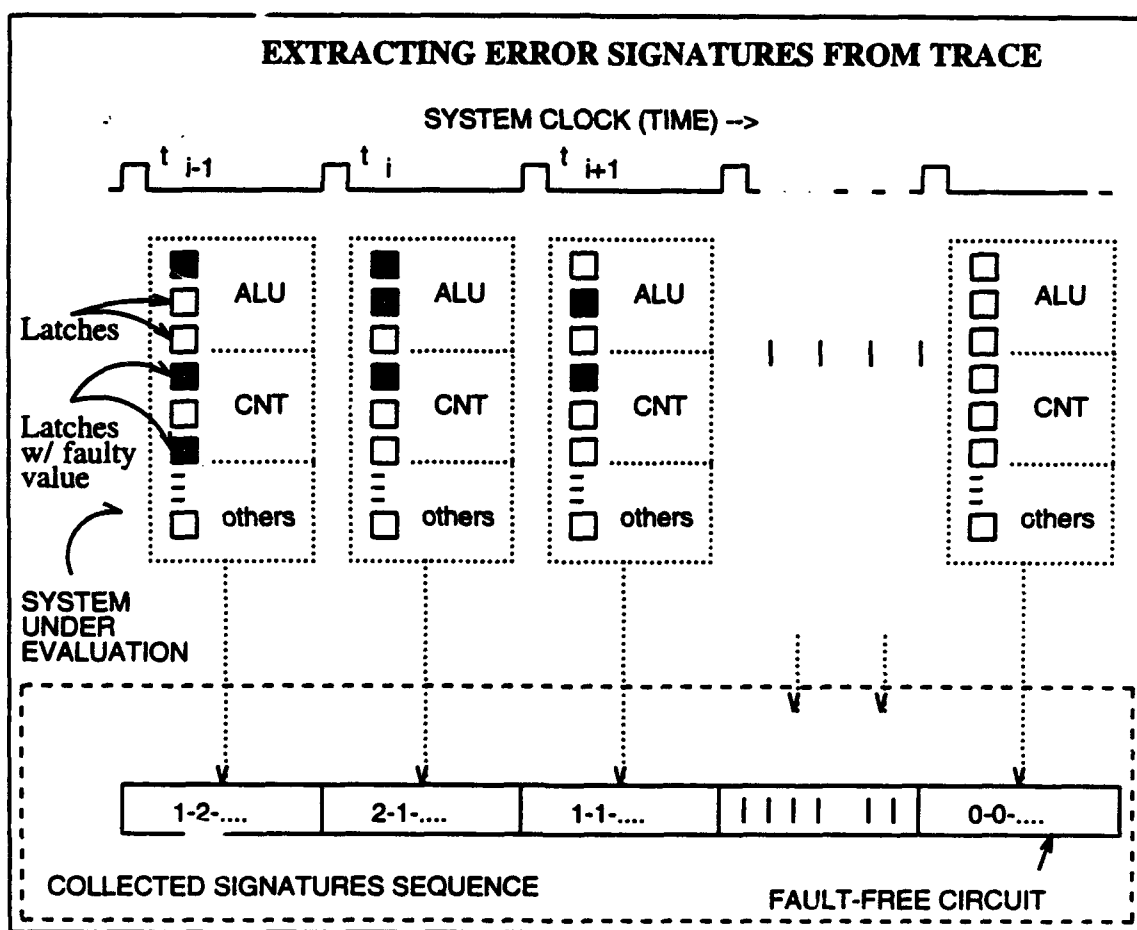 EXTRACTING ERROR SIGNATURES FROM TRACE
SYSTEM CLOCK (TIME) -->
t i-1
t i
t i+1
ALU
ALU
ALU
ALU
Latches
CNT
CNT
CNT
CNT
Latches
w/ faulty
value
others
others
others
others
SYSTEM
UNDER
EVALUATION
1-2-....
2-1-....
1-1-....
0-0-....
COLLECTED SIGNATURES SEQUENCE
FAULT-FREE CIRCUIT